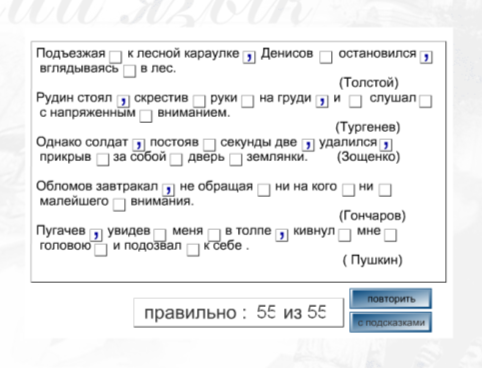 Подъезжая к лесной караулке , Денисов остановился ,
вглядываясь в лес.
(Толстой)
Рудин стоял , скрестив руки на груди , и слушал
с напряженным вниманием.
(Тургенев)
Однако солдат , постояв секунды две , удалился ,
прикрыв за собой дверь землянки. (Зощенко)
Обломов завтракал , не обращая ни на кого ни
малейшего внимания.
(Гончаров)
Пугачев , увидев меня в толпе , кивнул мне
головою и подозвал к себе .
( Пушкин)
правильно : 55 из 55
повторить
с подсказками